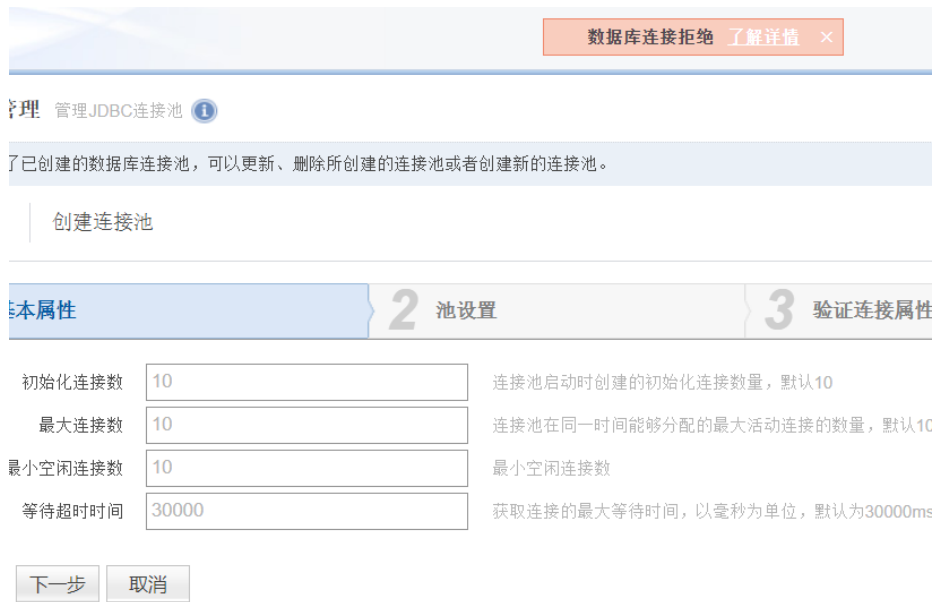 数据库连接拒绝 了解详情 ×
管理 管理JDBC连接池
了已创建的数据库连接池，可以更新、删除所创建的连接池或者创建新的连接池。
创建连接池
基本属性 2 池设置 3 验证连接属性
初始化连接数 10 连接池启动时创建的初始化连接数量，默认10
最大连接数 10 连接池在同一时间能够分配的最大活动连接的数量，默认10
最小空闲连接数 10 最小空闲连接数
等待超时时间 30000 获取连接的最大等待时间，以毫秒为单位，默认为30000ms
下一步 取消